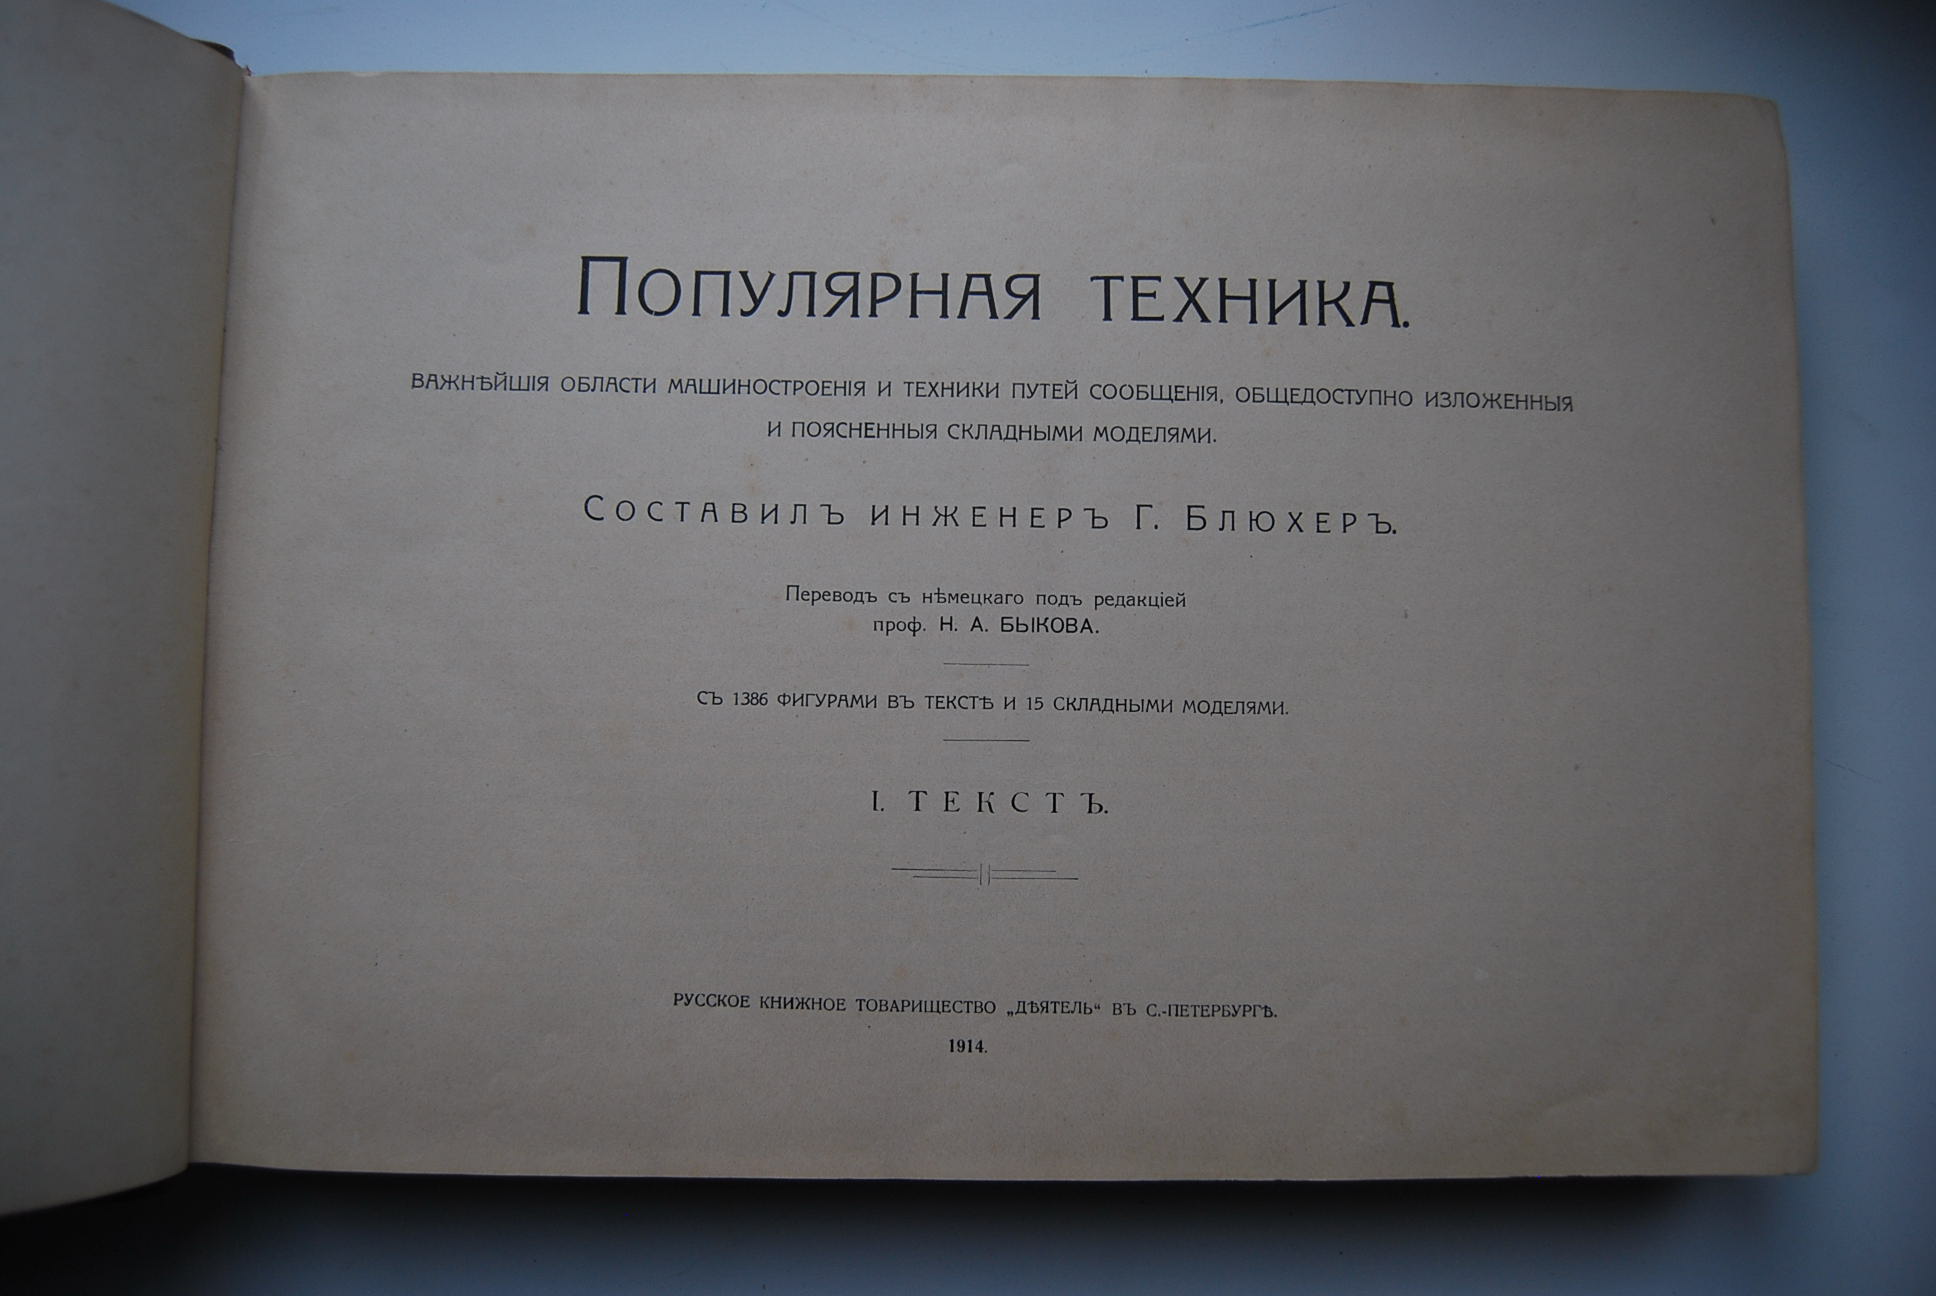 Популярная техника.
ВАЖНѢЙШІЯ ОБЛАСТИ МАШИНОСТРОЕНІЯ И ТЕХНИКИ ПУТЕЙ СООБЩЕНІЯ, ОБЩЕДОСТУПНО ИЗЛОЖЕННЫЯ
И ПОЯСНЕННЫЯ СКЛАДНЫМИ МОДЕЛЯМИ.
Составилъ инженеръ Г. Блюхеръ.
Переводъ съ нѣмецкаго подъ редакціей
проф. Н. А. БЫКОВА.
СЪ 1386 ФИГУРАМИ ВЪ ТЕКСТѢ И 15 СКЛАДНЫМИ МОДЕЛЯМИ.
I. ТЕКСТЪ.
РУССКОЕ КНИЖНОЕ ТОВАРИЩЕСТВО „ДѢЯТЕЛЬ“ ВЪ С.-ПЕТЕРБУРГѢ.
1914.